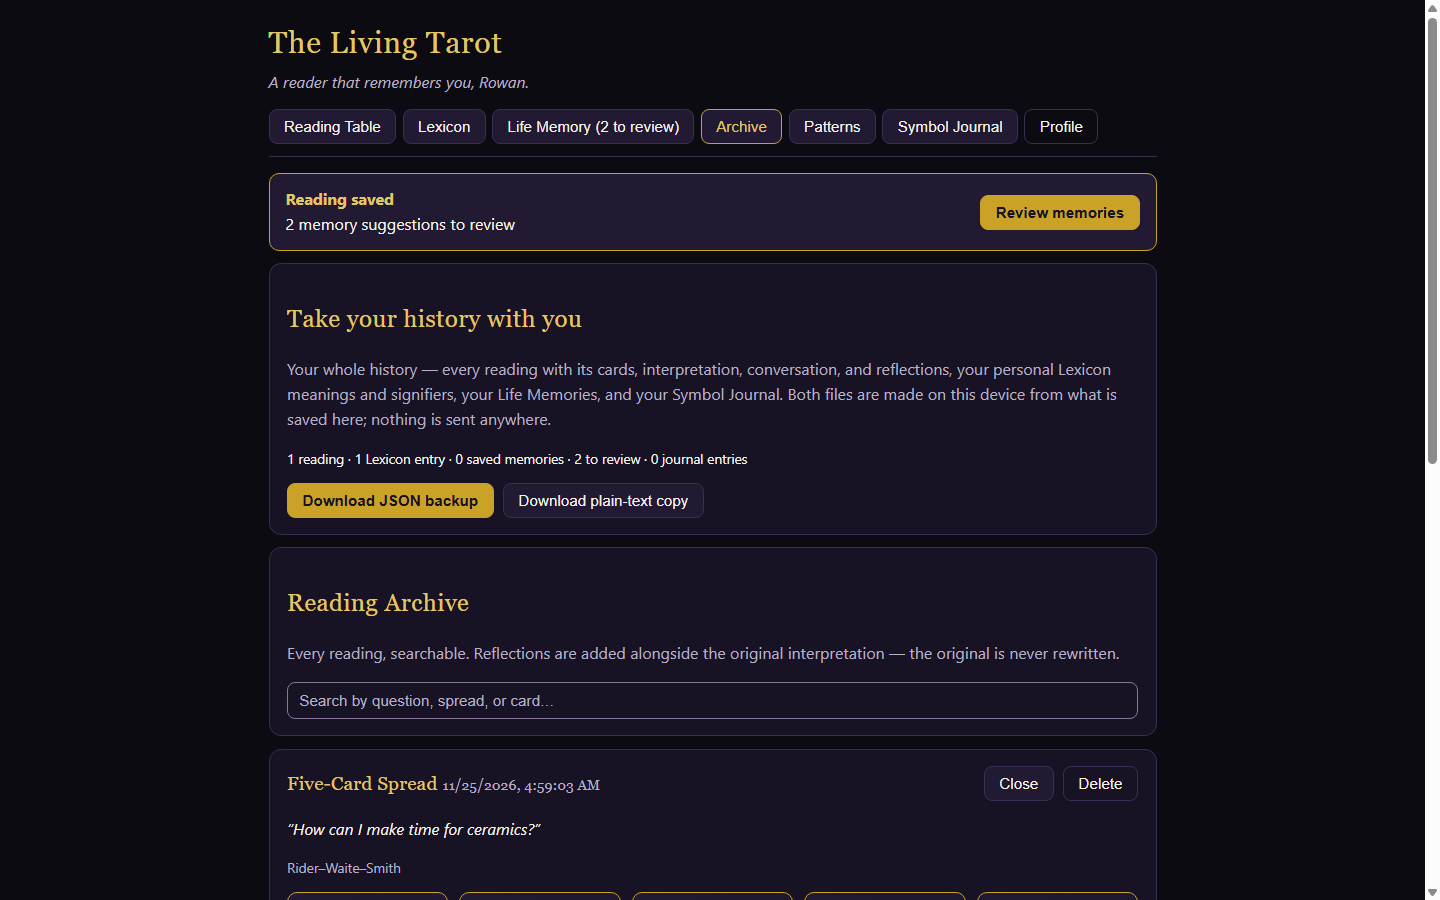 The Living Tarot
A reader that remembers you, Rowan.
Reading Table
Lexicon
Life Memory (2 to review)
Archive
Patterns
Symbol Journal
Profile
Reading saved
2 memory suggestions to review
Review memories
Take your history with you
Your whole history — every reading with its cards, interpretation, conversation, and reflections, your personal Lexicon
meanings and signifiers, your Life Memories, and your Symbol Journal. Both files are made on this device from what is
saved here; nothing is sent anywhere.
1 reading · 1 Lexicon entry · 0 saved memories · 2 to review · 0 journal entries
Download JSON backup
Download plain-text copy
Reading Archive
Every reading, searchable. Reflections are added alongside the original interpretation — the original is never rewritten.
Search by question, spread, or card…
Five-Card Spread 11/25/2026, 4:59:03 AM
Close
Delete
“How can I make time for ceramics?”
Rider–Waite–Smith